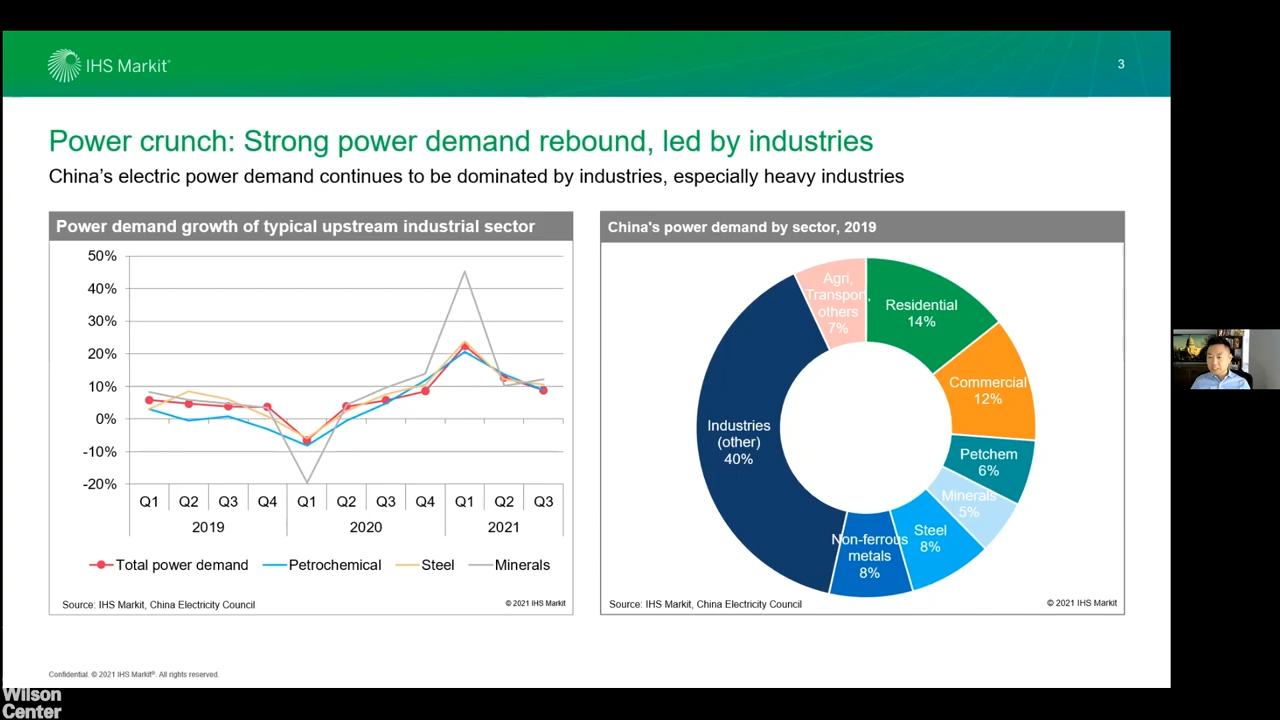 IHS Markit®
3
Power crunch: Strong power demand rebound, led by industries
China's electric power demand continues to be dominated by industries, especially heavy industries
Power demand growth of typical upstream industrial sector
50%
40%
30%
20%
10%
0%
-10%
-20%
Q1 Q2 Q3 Q4 Q1 Q2 Q3 Q4 Q1 Q2 Q3
2019 2020 2021
Total power demand Petrochemical Steel Minerals
Source: IHS Markit, China Electricity Council
© 2021 IHS Markit
China's power demand by sector, 2019
Agri,
Transport,
others
7%
Residential
14%
Commercial
12%
Petchem
6%
Minerals
5%
Steel
8%
Non-ferrous
metals
8%
Industries
(other)
40%
Source: IHS Markit, China Electricity Council
© 2021 IHS Markit
Confidential. © 2021 IHS Markit®. All rights reserved.
Wilson
Center